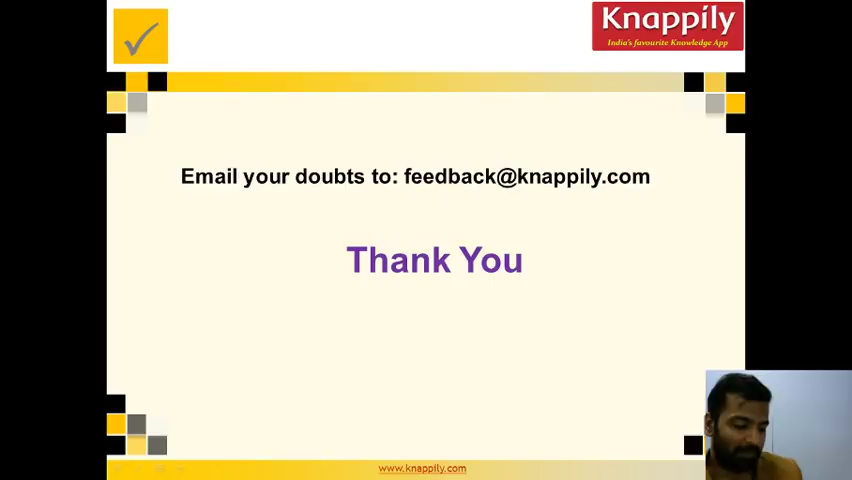 Knappily
India's favourite Knowledge App
Email your doubts to: feedback@knappily.com
Thank You
www.knappily.com